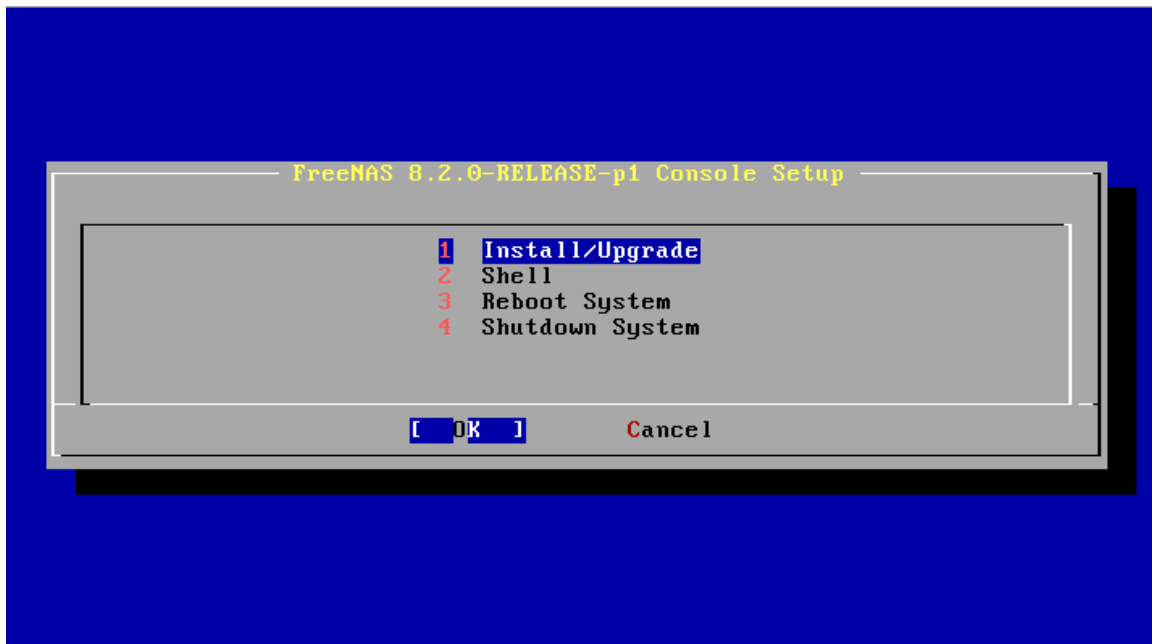 FreeNAS 8.2.0-RELEASE-p1 Console Setup
1 Install/Upgrade
2 Shell
3 Reboot System
4 Shutdown System
[ OK ] Cancel